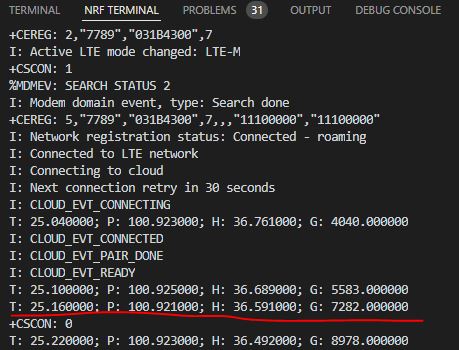 TERMINAL NRF TERMINAL PROBLEMS 31 OUTPUT DEBUG CONSOLE
+CEREG: 2,"7789","031B4300",7
I: Active LTE mode changed: LTE-M
+CSCON: 1
%MDMEV: SEARCH STATUS 2
I: Modem domain event, type: Search done
+CEREG: 5,"7789","031B4300",7,,,"11100000","11100000"
I: Network registration status: Connected - roaming
I: Connected to LTE network
I: Connecting to cloud
I: Next connection retry in 30 seconds
I: CLOUD_EVT_CONNECTING
T: 25.040000; P: 100.923000; H: 36.761000; G: 4040.000000
I: CLOUD_EVT_CONNECTED
I: CLOUD_EVT_PAIR_DONE
I: CLOUD_EVT_READY
T: 25.100000; P: 100.925000; H: 36.689000; G: 5583.000000
T: 25.160000; P: 100.921000; H: 36.591000; G: 7282.000000
+CSCON: 0
T: 25.220000; P: 100.923000; H: 36.492000; G: 8978.000000